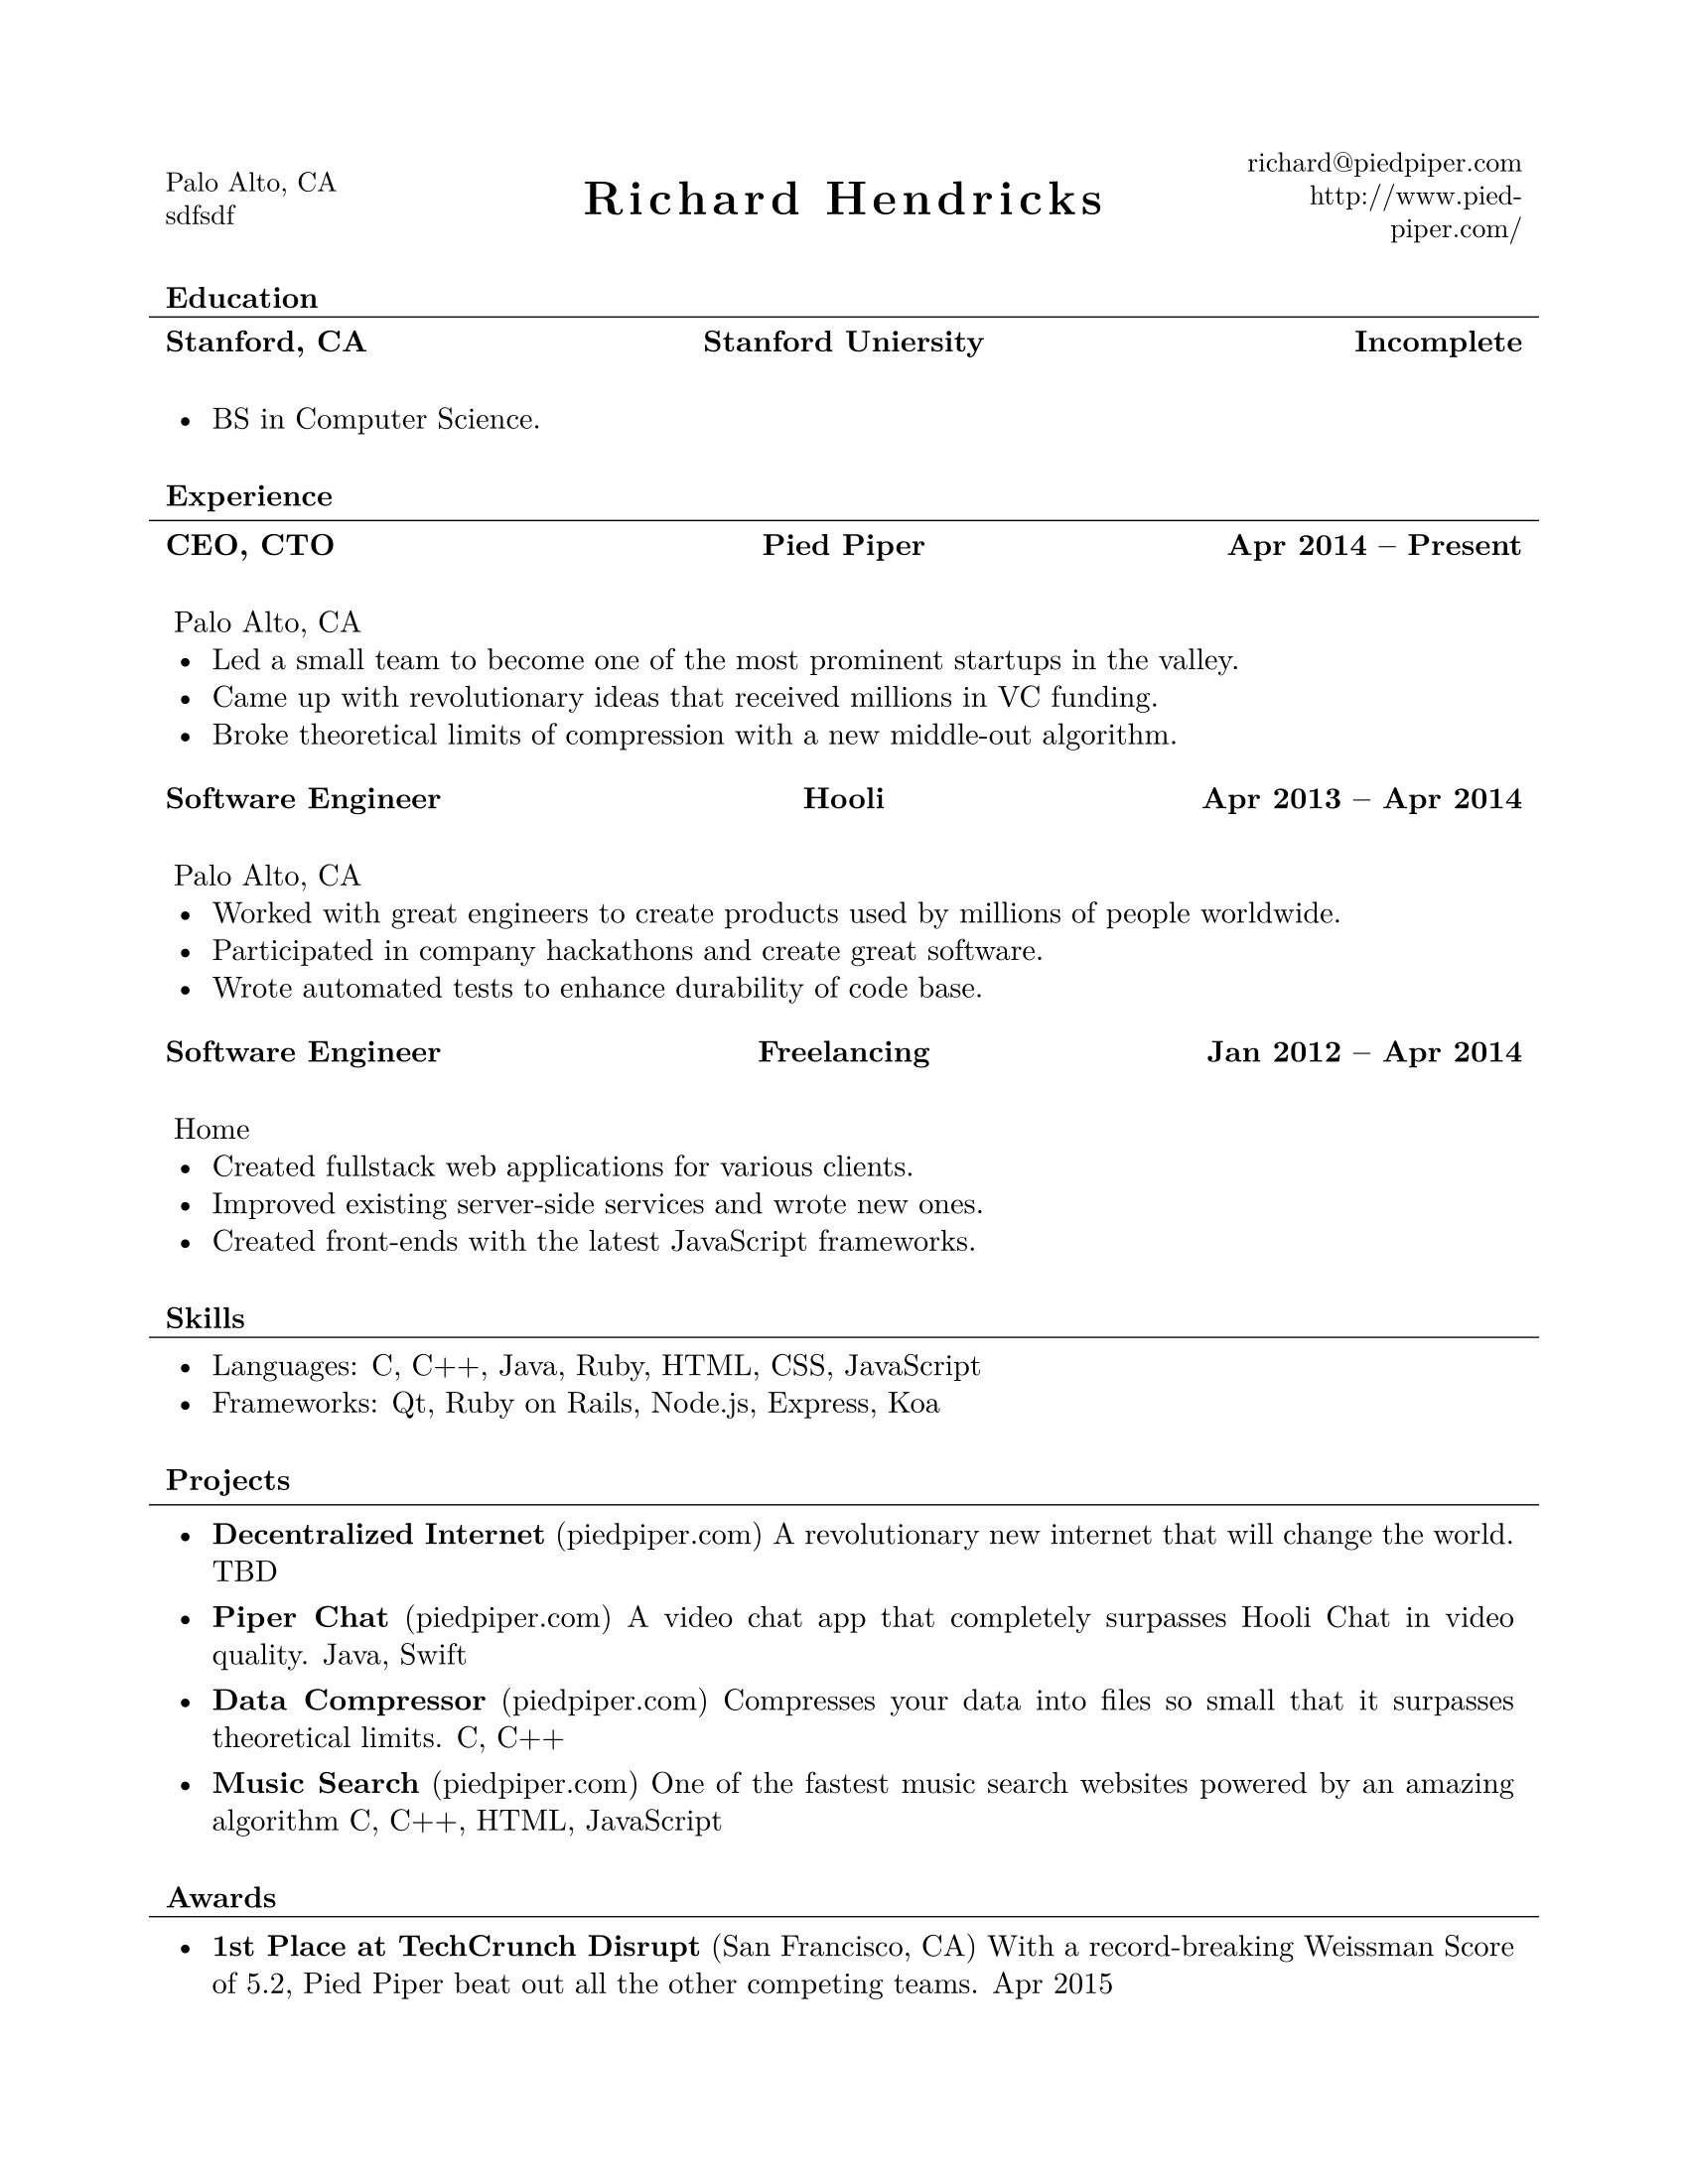 Palo Alto, CA
sdfsdf
Richard Hendricks
richard@piedpiper.com
http://www.pied-
piper.com/
Education
Stanford, CA Stanford Uniersity Incomplete
• BS in Computer Science.
Experience
CEO, CTO Pied Piper Apr 2014 – Present
Palo Alto, CA
• Led a small team to become one of the most prominent startups in the valley.
• Came up with revolutionary ideas that received millions in VC funding.
• Broke theoretical limits of compression with a new middle-out algorithm.
Software Engineer Hooli Apr 2013 – Apr 2014
Palo Alto, CA
• Worked with great engineers to create products used by millions of people worldwide.
• Participated in company hackathons and create great software.
• Wrote automated tests to enhance durability of code base.
Software Engineer Freelancing Jan 2012 – Apr 2014
Home
• Created fullstack web applications for various clients.
• Improved existing server-side services and wrote new ones.
• Created front-ends with the latest JavaScript frameworks.
Skills
• Languages: C, C++, Java, Ruby, HTML, CSS, JavaScript
• Frameworks: Qt, Ruby on Rails, Node.js, Express, Koa
Projects
• Decentralized Internet (piedpiper.com) A revolutionary new internet that will change the world.
TBD
• Piper Chat (piedpiper.com) A video chat app that completely surpasses Hooli Chat in video
quality. Java, Swift
• Data Compressor (piedpiper.com) Compresses your data into files so small that it surpasses
theoretical limits. C, C++
• Music Search (piedpiper.com) One of the fastest music search websites powered by an amazing
algorithm C, C++, HTML, JavaScript
Awards
• 1st Place at TechCrunch Disrupt (San Francisco, CA) With a record-breaking Weissman Score
of 5.2, Pied Piper beat out all the other competing teams. Apr 2015